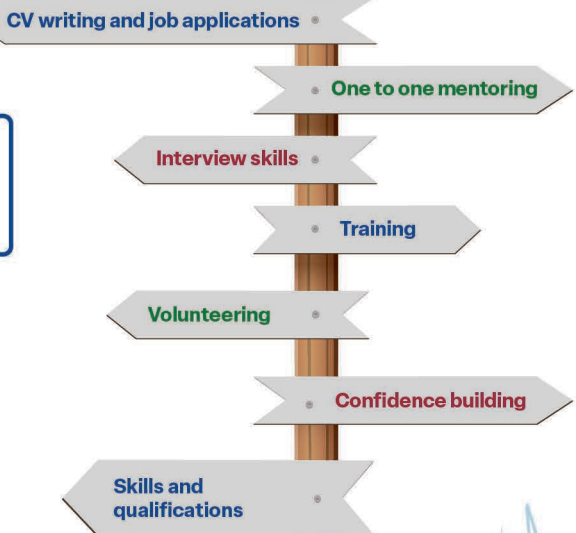 CV writing and job applications
One to one mentoring
Interview skills
Training
Volunteering
Confidence building
Skills and
qualifications